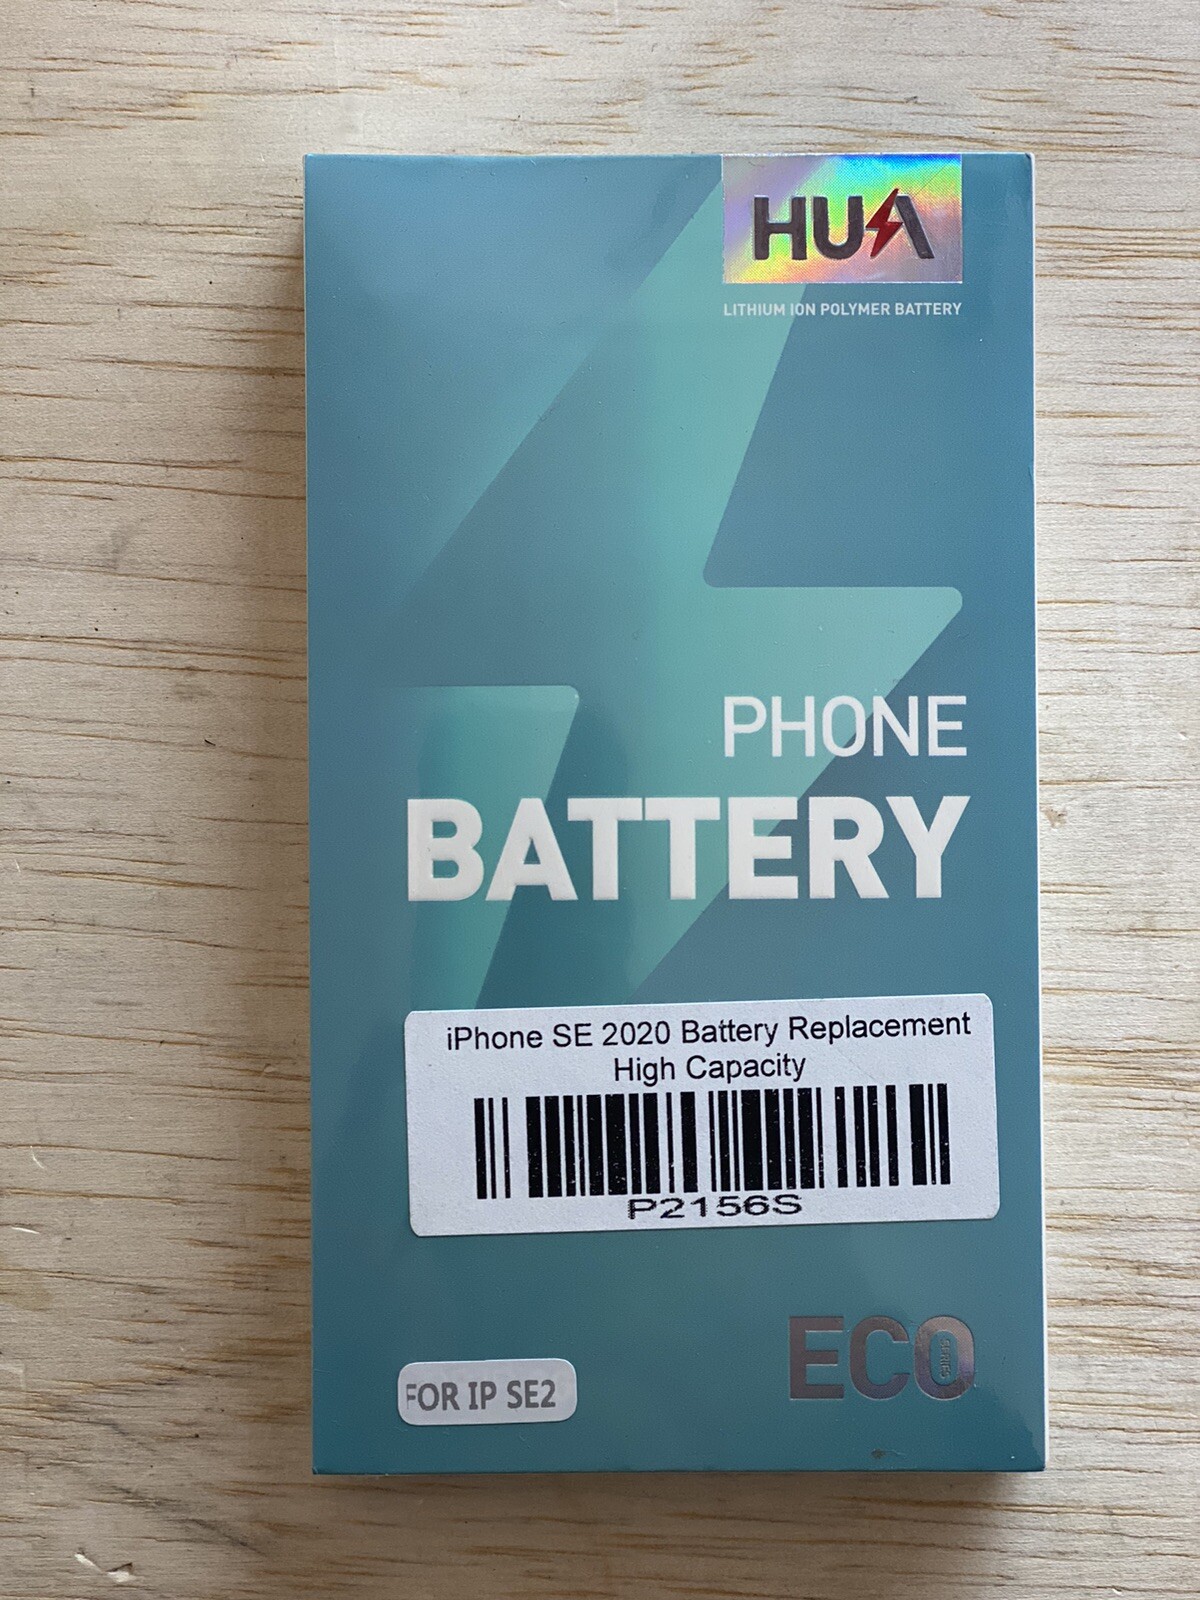 HUA
LITHIUM ION POLYMER BATTERY
PHONE
BATTERY
iPhone SE 2020 Battery Replacement
High Capacity
P2156S
ECO
SERIES
FOR IP SE2